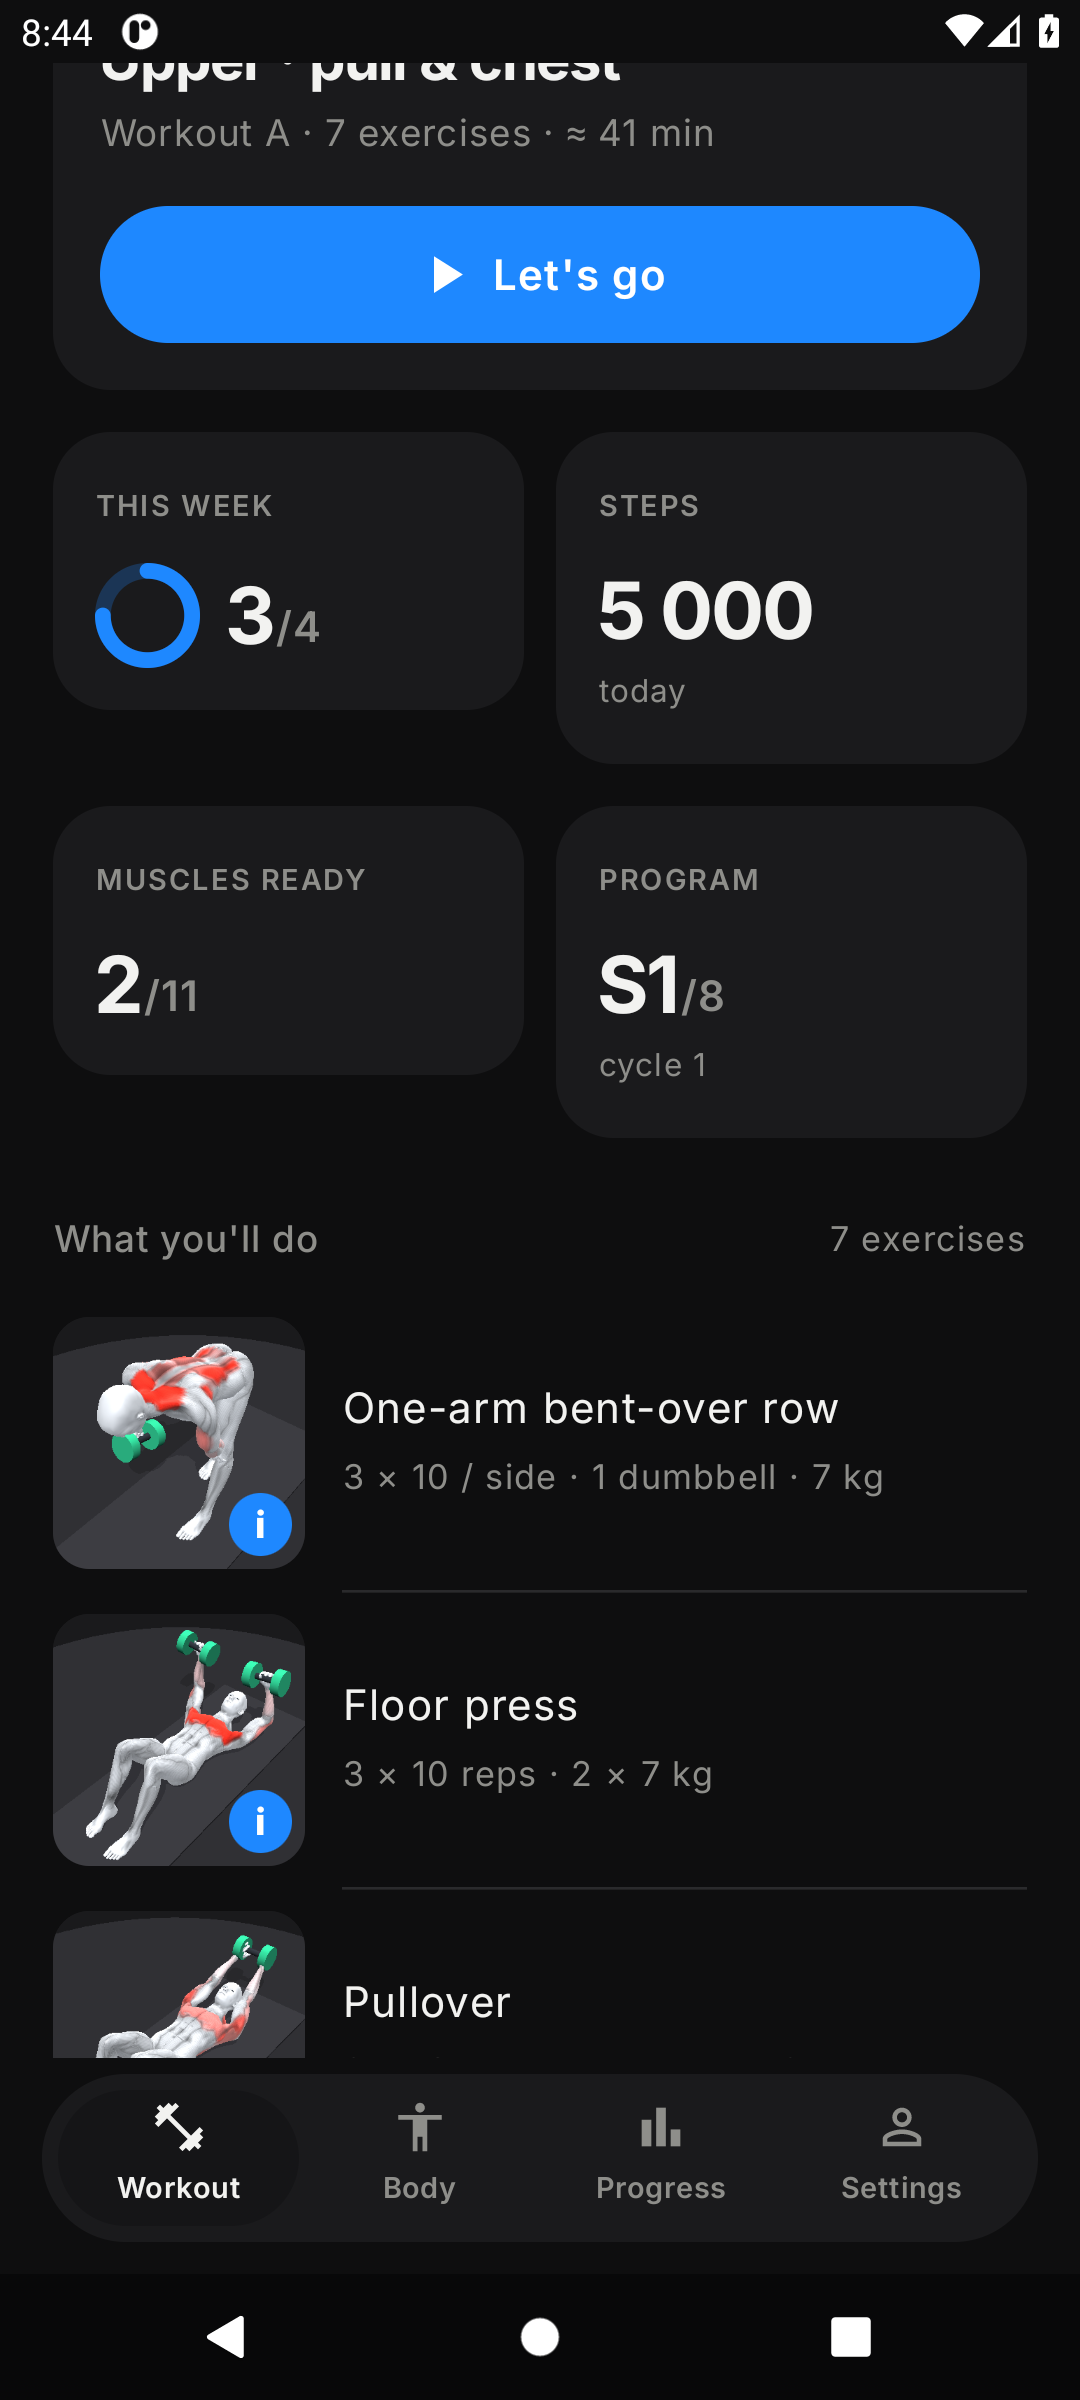 8:44
Upper · pull & chest
Workout A · 7 exercises · ≈ 41 min
Let's go
THIS WEEK
3/4
STEPS
5 000
today
MUSCLES READY
2/11
PROGRAM
S1/8
cycle 1
What you'll do
7 exercises
One-arm bent-over row
3 × 10 / side · 1 dumbbell · 7 kg
i
Floor press
3 × 10 reps · 2 × 7 kg
i
Pullover
Workout
Body
Progress
Settings